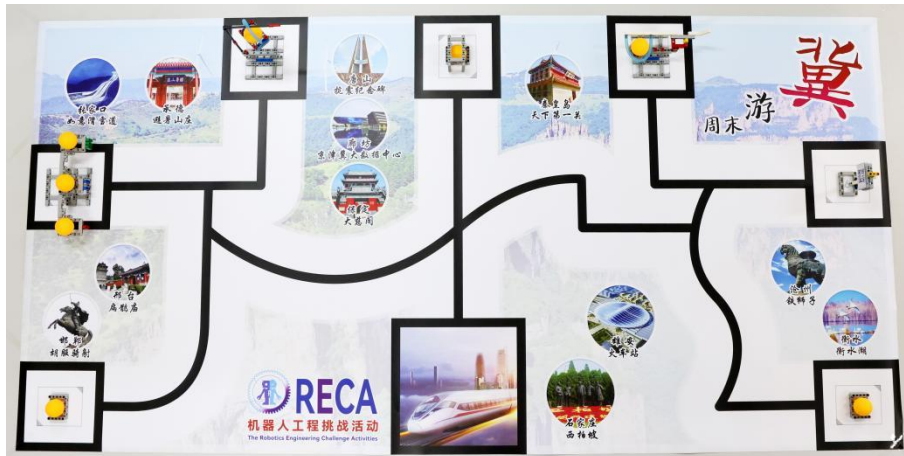 张家口
如意滑雪道
承德
避暑山庄
唐山
抗震纪念碑
廊坊
京津冀大数据中心
保定
大慈阁
秦皇岛
天下第一关
冀
周末游
邢台
扁鹊庙
邯郸
胡服骑射
沧州
铁狮子
衡水
衡水湖
雄安
火车站
石家庄
西柏坡
RECA
机器人工程挑战活动
The Robotics Engineering Challenge Activities